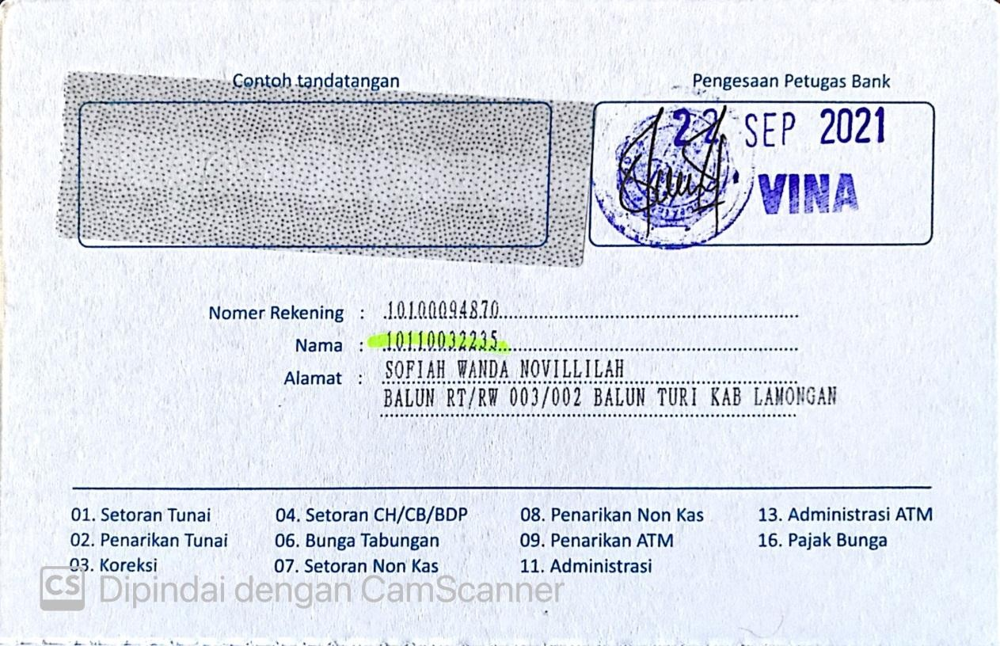 Contoh tandatangan
Pengesaan Petugas Bank
22 SEP 2021
VINA
Nomer Rekening : 10100094870
Nama : 10110032235
Alamat : SOFIAH WANDA NOVILLILAH
BALUN RT/RW 003/002 BALUN TURI KAB LAMONGAN
01. Setoran Tunai 04. Setoran CH/CB/BDP 08. Penarikan Non Kas 13. Administrasi ATM
02. Penarikan Tunai 06. Bunga Tabungan 09. Penarikan ATM 16. Pajak Bunga
03. Koreksi 07. Setoran Non Kas 11. Administrasi
CS Dipindai dengan CamScanner